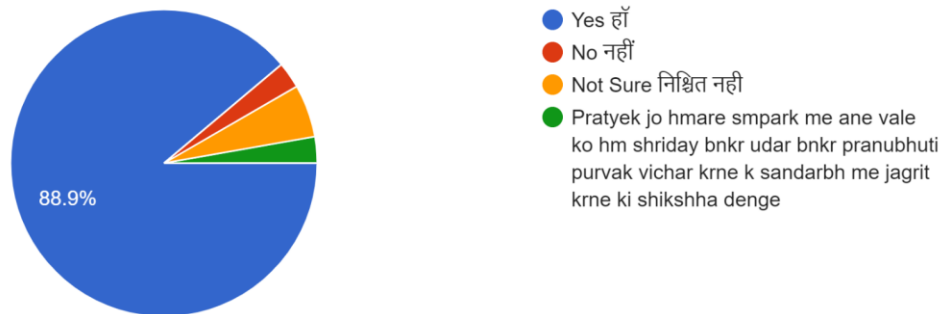 Yes हॉ
No नहीं
Not Sure निश्चित नही
Pratyek jo hmare smpark me ane vale
ko hm shriday bnkr udar bnkr pranubhuti
purvak vichar krne k sandarbh me jagrit
krne ki shikshha denge
88.9%